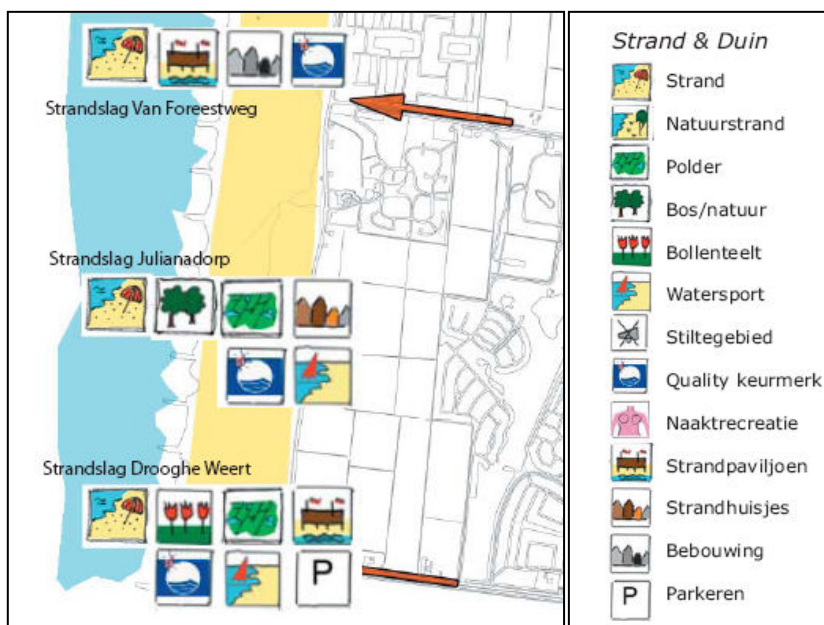 Strandslag Van Foreestweg
Strandslag Julianadorp
Strandslag Drooghe Weert
P
Strand & Duin
Strand
Natuurstrand
Polder
Bos/natuur
Bollenteelt
Watersport
Stiltegebied
Quality keurmerk
Naaktrecreatie
Strandpaviljoen
Strandhuisjes
Bebouwing
P Parkeren